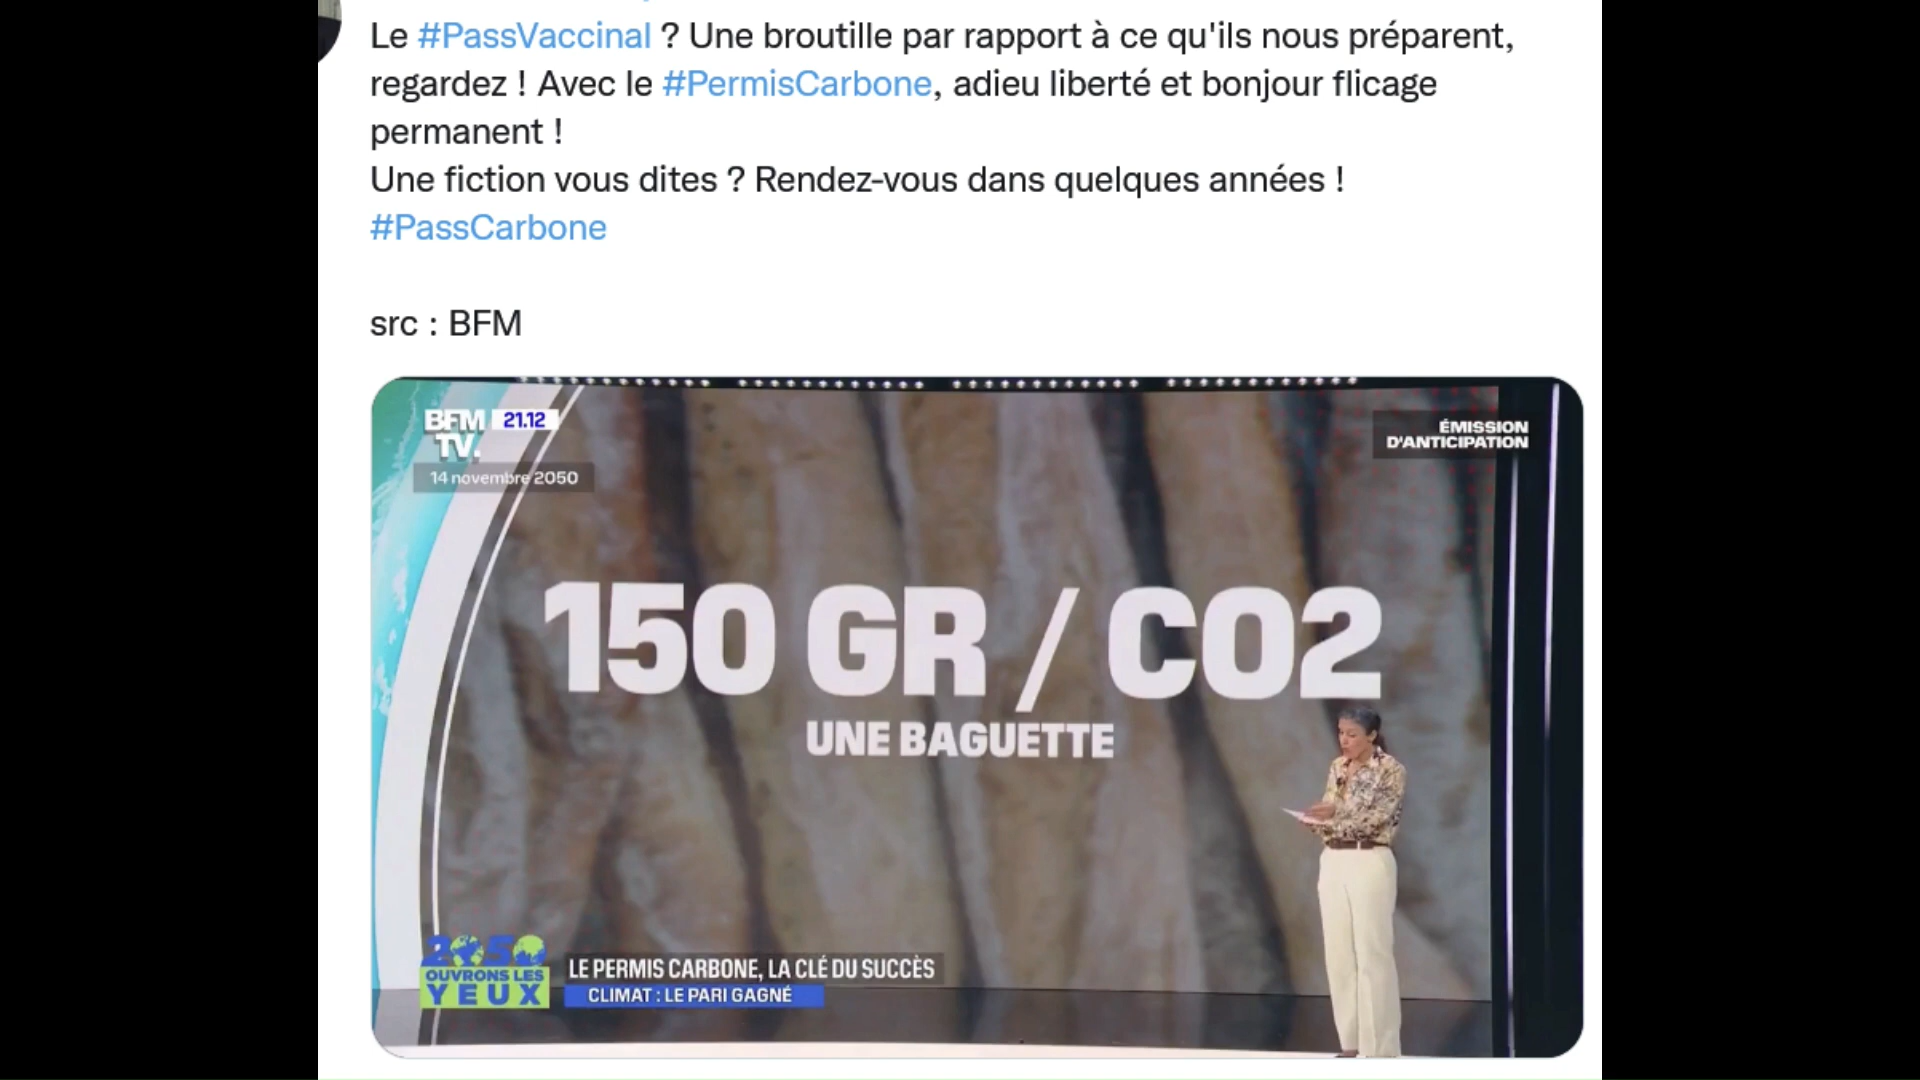 Le #PassVaccinal ? Une broutille par rapport à ce qu'ils nous préparent,
regardez ! Avec le #PermisCarbone, adieu liberté et bonjour flicage
permanent !
Une fiction vous dites ? Rendez-vous dans quelques années !
#PassCarbone
src : BFM
BFM 21.12
TV.
14 novembre 2050
ÉMISSION
D'ANTICIPATION
150 GR / CO2
UNE BAGUETTE
2050
OUVRONS LES
YEUX
LE PERMIS CARBONE, LA CLÉ DU SUCCÈS
CLIMAT : LE PARI GAGNÉ